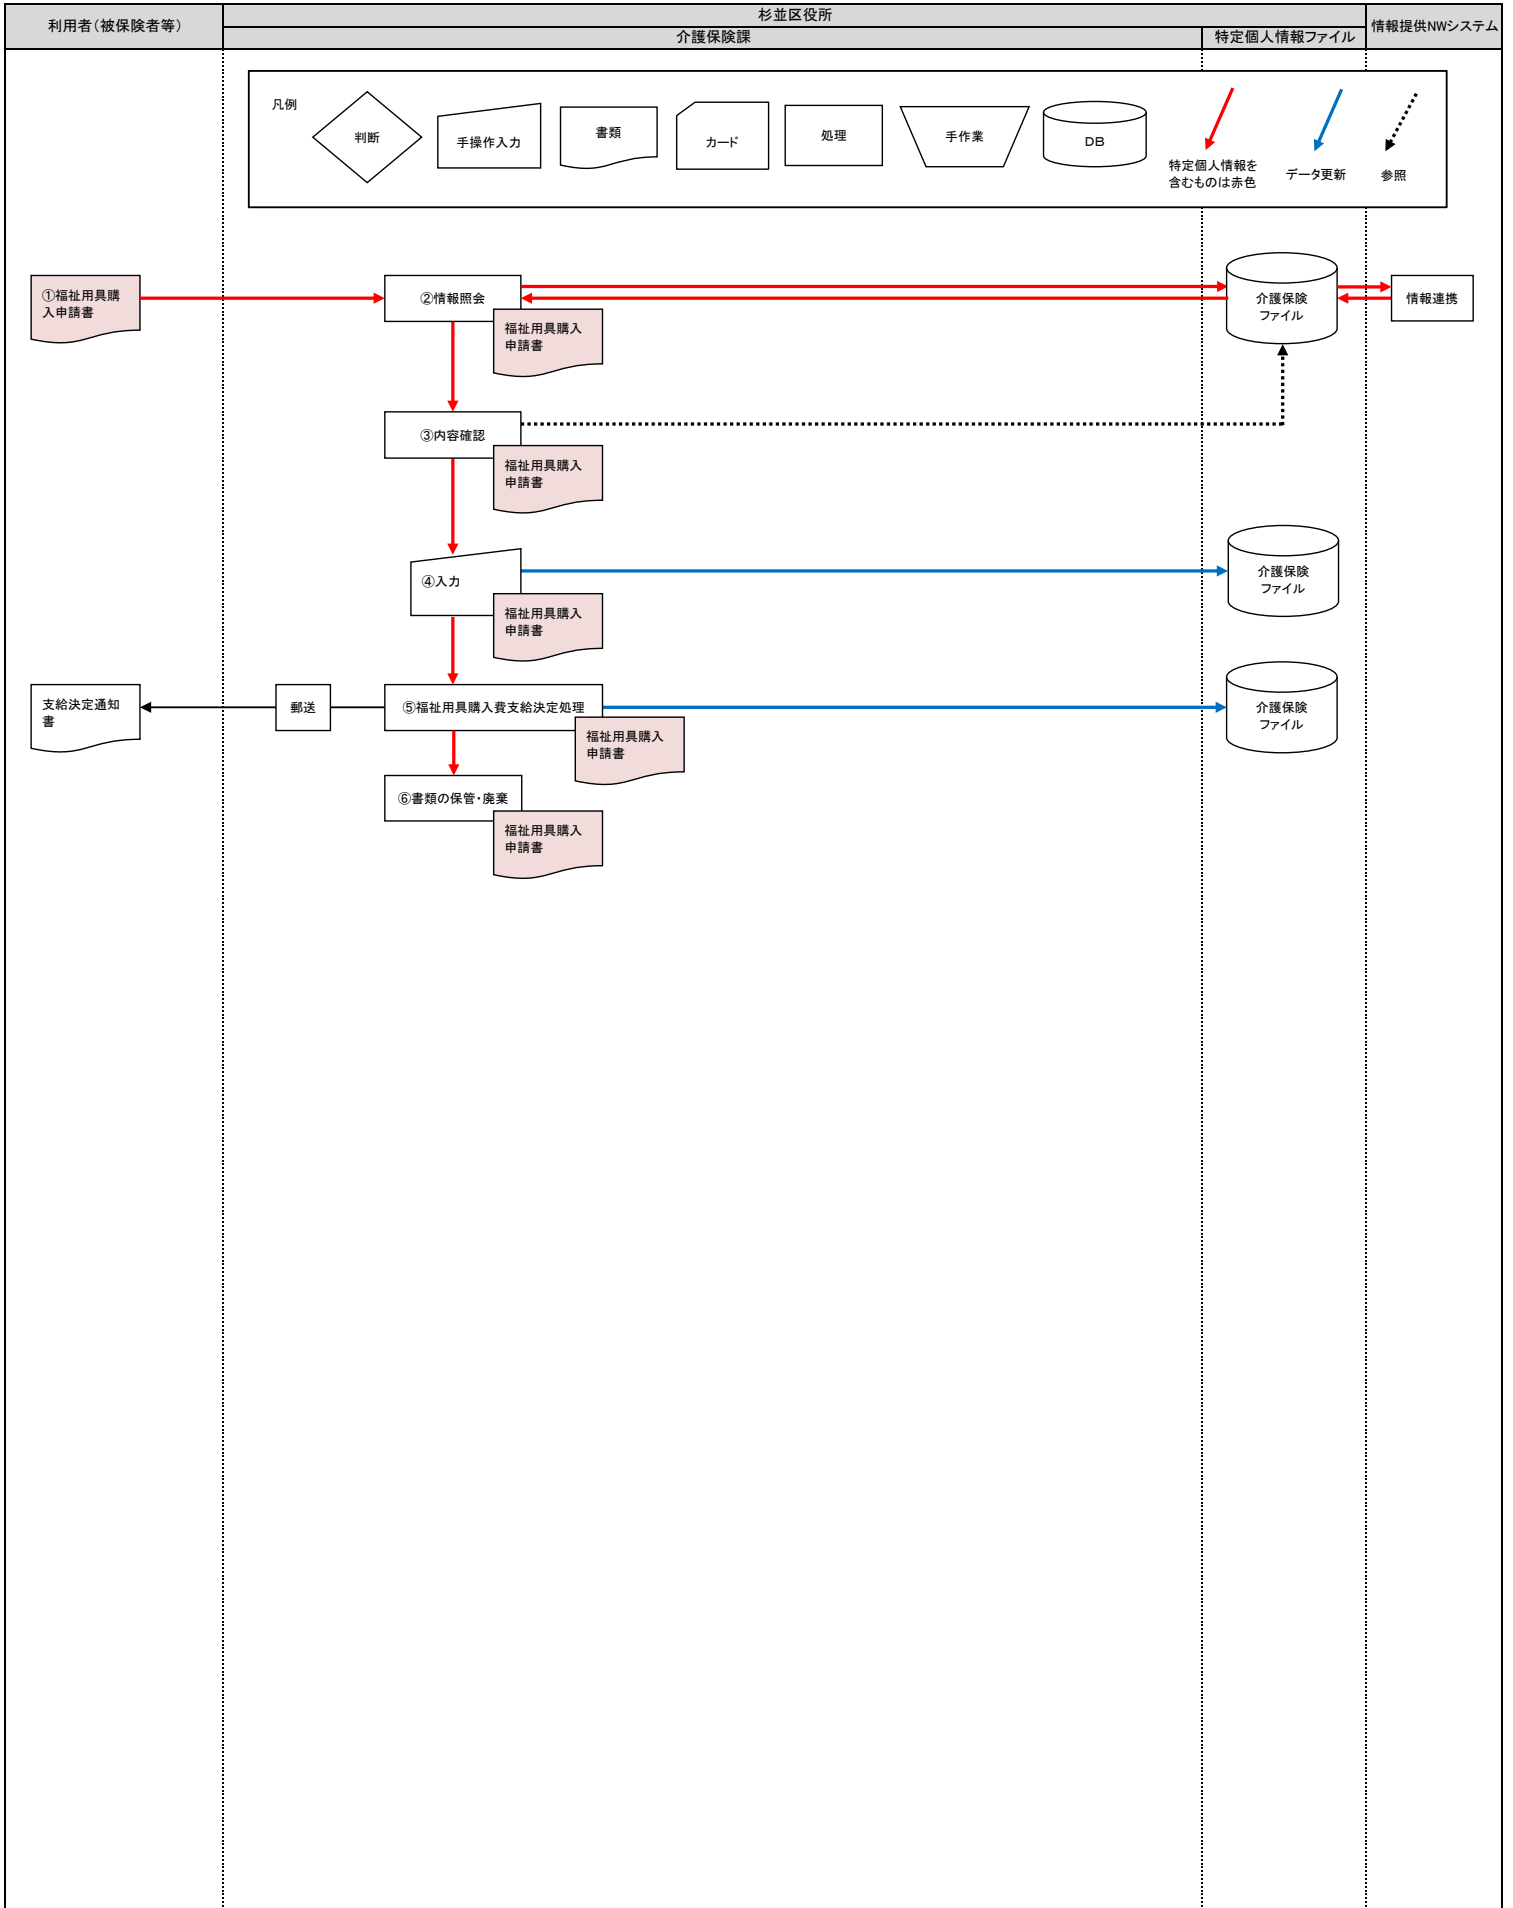 利用者（被保険者等）
杉並区役所
情報提供NWシステム
介護保険課
特定個人情報ファイル
凡例
判断
手操作入力
書類
カード
処理
手作業
DB
特定個人情報を
含むものは赤色
データ更新
参照
①福祉用具購
入申請書
②情報照会
福祉用具購入
申請書
介護保険
ファイル
情報連携
③内容確認
福祉用具購入
申請書
④入力
福祉用具購入
申請書
介護保険
ファイル
支給決定通知
書
郵送
⑤福祉用具購入費支給決定処理
福祉用具購入
申請書
介護保険
ファイル
⑥書類の保管・廃棄
福祉用具購入
申請書